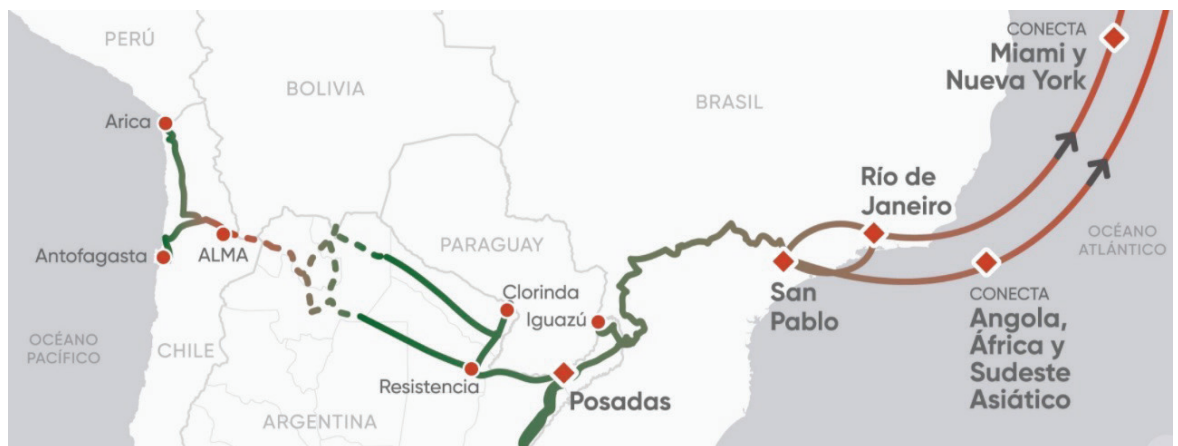 PERÚ
BOLIVIA
BRASIL
CONECTA
Miami y
Nueva York
Arica
Río de
Janeiro
OCÉANO
ATLÁNTICO
PARAGUAY
Antofagasta
ALMA
Clorinda
Iguazú
San
Pablo
CONECTA
Angola,
África y
Sudeste
Asiático
OCÉANO
PACÍFICO
CHILE
Resistencia
Posadas
ARGENTINA